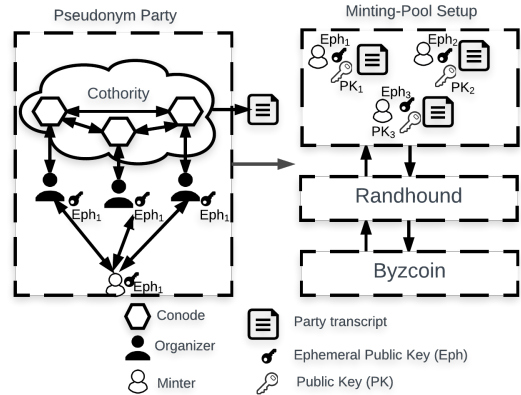 Pseudonym Party
Minting-Pool Setup
Cothority
Eph1
Eph1
Eph1
Eph1
Eph1
PK1
Eph2
PK2
Eph3
PK3
Randhound
Byzcoin
Conode
Organizer
Minter
Party transcript
Ephemeral Public Key (Eph)
Public Key (PK)